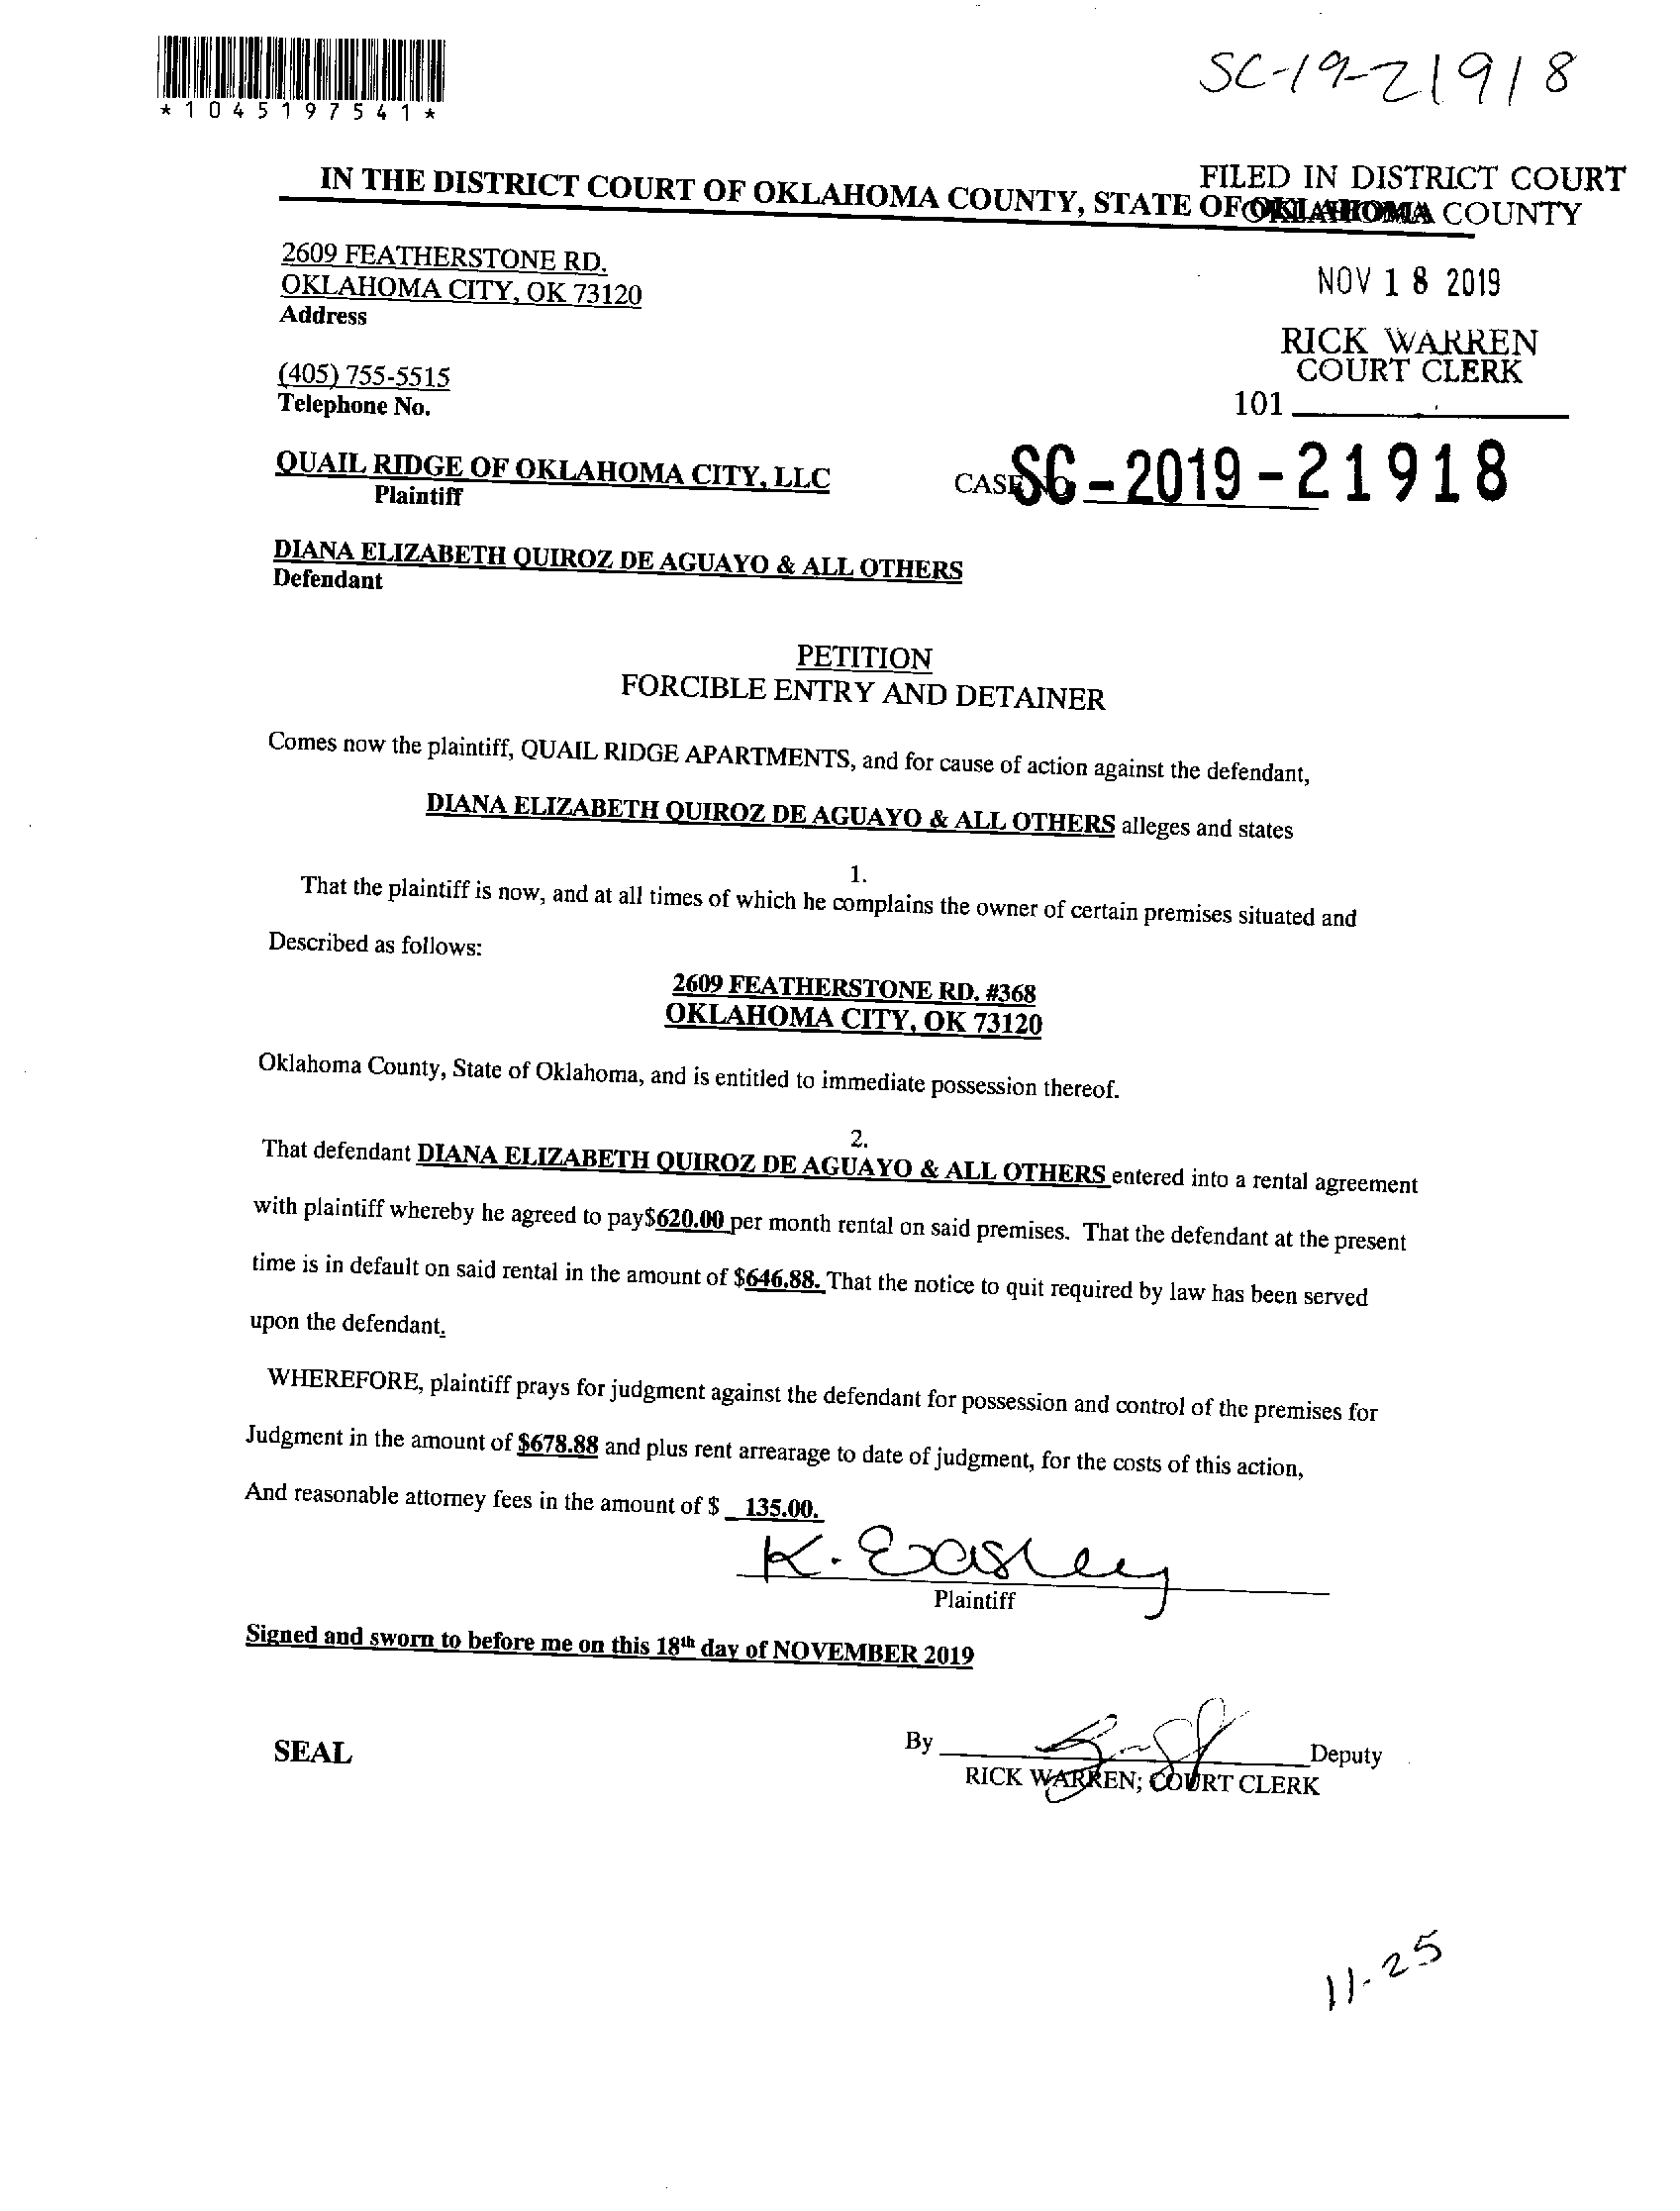 *1045197541*
SC-19-21918
IN THE DISTRICT COURT OF OKLAHOMA COUNTY, STATE OF OKLAHOMA
FILED IN DISTRICT COURT
OKLAHOMA COUNTY
2609 FEATHERSTONE RD.
OKLAHOMA CITY, OK 73120
Address
NOV 18 2019
RICK WARREN
COURT CLERK
(405) 755-5515
Telephone No.
101
QUAIL RIDGE OF OKLAHOMA CITY, LLC
Plaintiff
CASE NO. SC-2019-21918
DIANA ELIZABETH QUIROZ DE AGUAYO & ALL OTHERS
Defendant
PETITION
FORCIBLE ENTRY AND DETAINER
Comes now the plaintiff, QUAIL RIDGE APARTMENTS, and for cause of action against the defendant,
DIANA ELIZABETH QUIROZ DE AGUAYO & ALL OTHERS alleges and states
1.
That the plaintiff is now, and at all times of which he complains the owner of certain premises situated and
Described as follows:
2609 FEATHERSTONE RD. #368
OKLAHOMA CITY, OK 73120
Oklahoma County, State of Oklahoma, and is entitled to immediate possession thereof.
2.
That defendant DIANA ELIZABETH QUIROZ DE AGUAYO & ALL OTHERS entered into a rental agreement
with plaintiff whereby he agreed to pay$620.00 per month rental on said premises. That the defendant at the present
time is in default on said rental in the amount of $646.88. That the notice to quit required by law has been served
upon the defendant.
WHEREFORE, plaintiff prays for judgment against the defendant for possession and control of the premises for
Judgment in the amount of $678.88 and plus rent arrearage to date of judgment, for the costs of this action,
And reasonable attorney fees in the amount of $ 135.00.
K. Easley
Plaintiff
Signed and sworn to before me on this 18th day of NOVEMBER 2019
SEAL
By Deputy
RICK WARREN; COURT CLERK
11-25